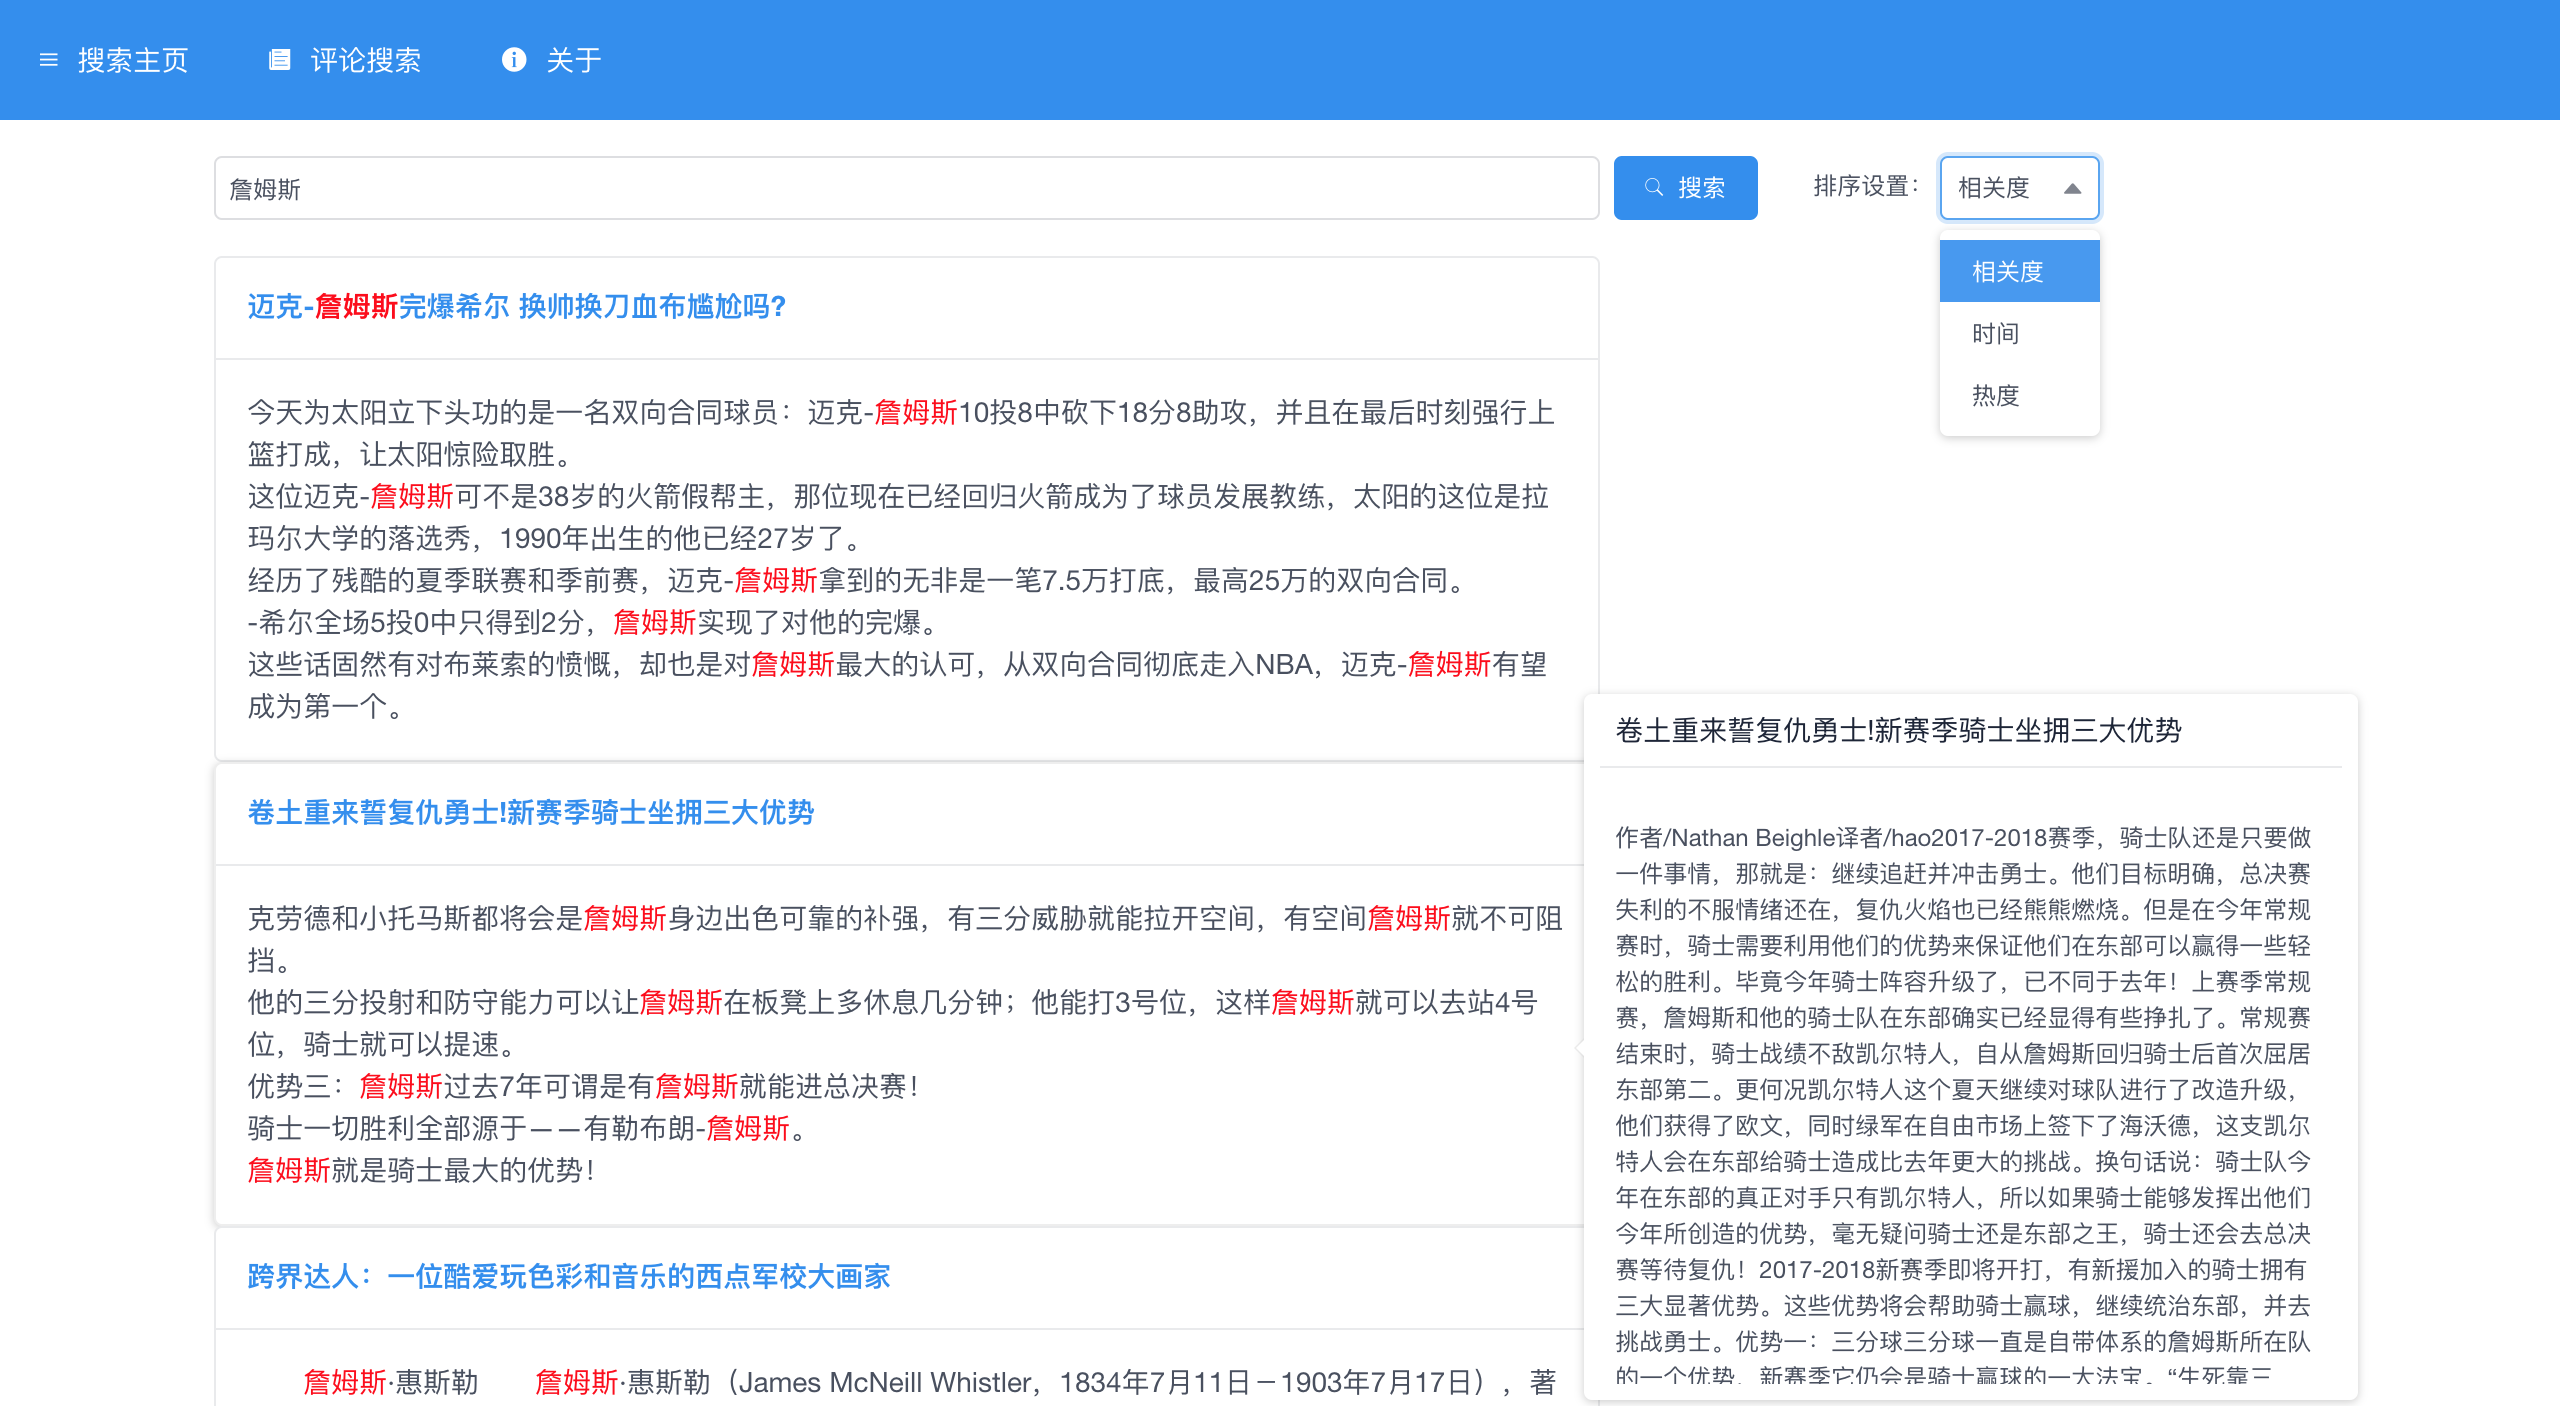 搜索主页 评论搜索 关于
詹姆斯 搜索 排序设置： 相关度
相关度
时间
热度
迈克-詹姆斯完爆希尔 换帅换刀血布尴尬吗?
今天为太阳立下头功的是一名双向合同球员：迈克-詹姆斯10投8中砍下18分8助攻，并且在最后时刻强行上
篮打成，让太阳惊险取胜。
这位迈克-詹姆斯可不是38岁的火箭假帮主，那位现在已经回归火箭成为了球员发展教练，太阳的这位是拉
玛尔大学的落选秀，1990年出生的他已经27岁了。
经历了残酷的夏季联赛和季前赛，迈克-詹姆斯拿到的无非是一笔7.5万打底，最高25万的双向合同。
-希尔全场5投0中只得到2分，詹姆斯实现了对他的完爆。
这些话固然有对布莱索的愤慨，却也是对詹姆斯最大的认可，从双向合同彻底走入NBA，迈克-詹姆斯有望
成为第一个。
卷土重来誓复仇勇士!新赛季骑士坐拥三大优势
克劳德和小托马斯都将会是詹姆斯身边出色可靠的补强，有三分威胁就能拉开空间，有空间詹姆斯就不可阻
挡。
他的三分投射和防守能力可以让詹姆斯在板凳上多休息几分钟；他能打3号位，这样詹姆斯就可以去站4号
位，骑士就可以提速。
优势三：詹姆斯过去7年可谓是有詹姆斯就能进总决赛！
骑士一切胜利全部源于——有勒布朗-詹姆斯。
詹姆斯就是骑士最大的优势！
跨界达人：一位酷爱玩色彩和音乐的西点军校大画家
詹姆斯·惠斯勒　　詹姆斯·惠斯勒（James McNeill Whistler，1834年7月11日－1903年7月17日），著
卷土重来誓复仇勇士!新赛季骑士坐拥三大优势
作者/Nathan Beighle译者/hao2017-2018赛季，骑士队还是只要做
一件事情，那就是：继续追赶并冲击勇士。他们目标明确，总决赛
失利的不服情绪还在，复仇火焰也已经熊熊燃烧。但是在今年常规
赛时，骑士需要利用他们的优势来保证他们在东部可以赢得一些轻
松的胜利。毕竟今年骑士阵容升级了，已不同于去年！上赛季常规
赛，詹姆斯和他的骑士队在东部确实已经显得有些挣扎了。常规赛
结束时，骑士战绩不敌凯尔特人，自从詹姆斯回归骑士后首次屈居
东部第二。更何况凯尔特人这个夏天继续对球队进行了改造升级，
他们获得了欧文，同时绿军在自由市场上签下了海沃德，这支凯尔
特人会在东部给骑士造成比去年更大的挑战。换句话说：骑士队今
年在东部的真正对手只有凯尔特人，所以如果骑士能够发挥出他们
今年所创造的优势，毫无疑问骑士还是东部之王，骑士还会去总决
赛等待复仇！2017-2018新赛季即将开打，有新援加入的骑士拥有
三大显著优势。这些优势将会帮助骑士赢球，继续统治东部，并去
挑战勇士。优势一：三分球三分球一直是自带体系的詹姆斯所在队
的一个优势，新赛季它仍会是骑士赢球的一大法宝。“生死靠三